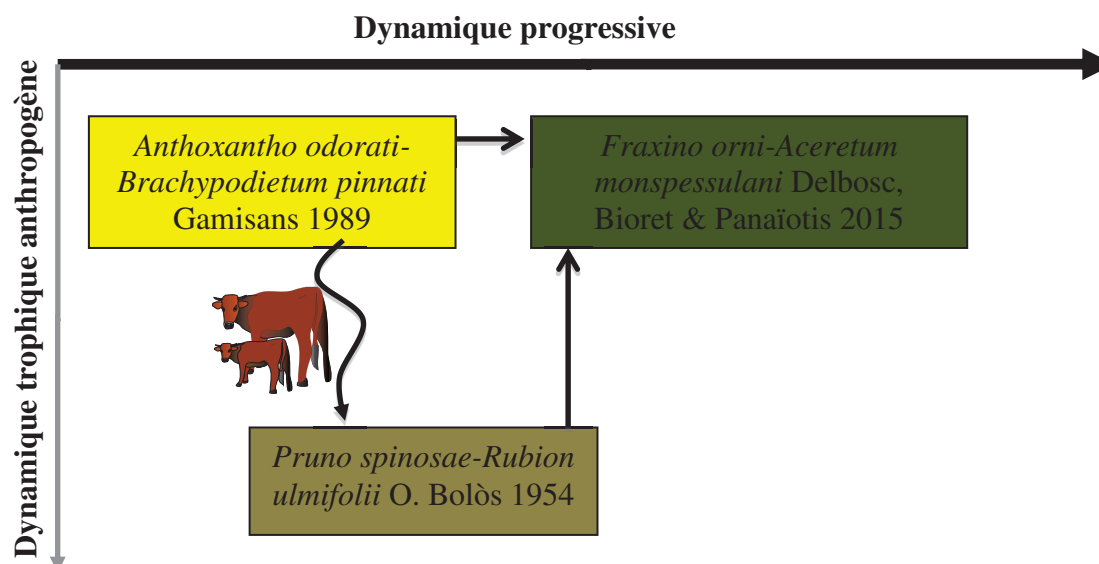 Dynamique progressive
Dynamique trophique anthropogène
Anthoxantho odorati-
Brachypodietum pinnati
Gamisans 1989
Fraxino orni-Aceretum
monspessulani Delbosc,
Bioret & Panaïotis 2015
Pruno spinosae-Rubion
ulmifolii O. Bolòs 1954